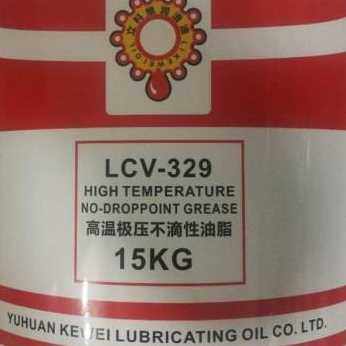 LCV-329
HIGH TEMPERATURE
NO-DROPPOINT GREASE
高温极压不滴性油脂
15KG
YUHUAN KEWEI LUBRICATING OIL CO. LTD.